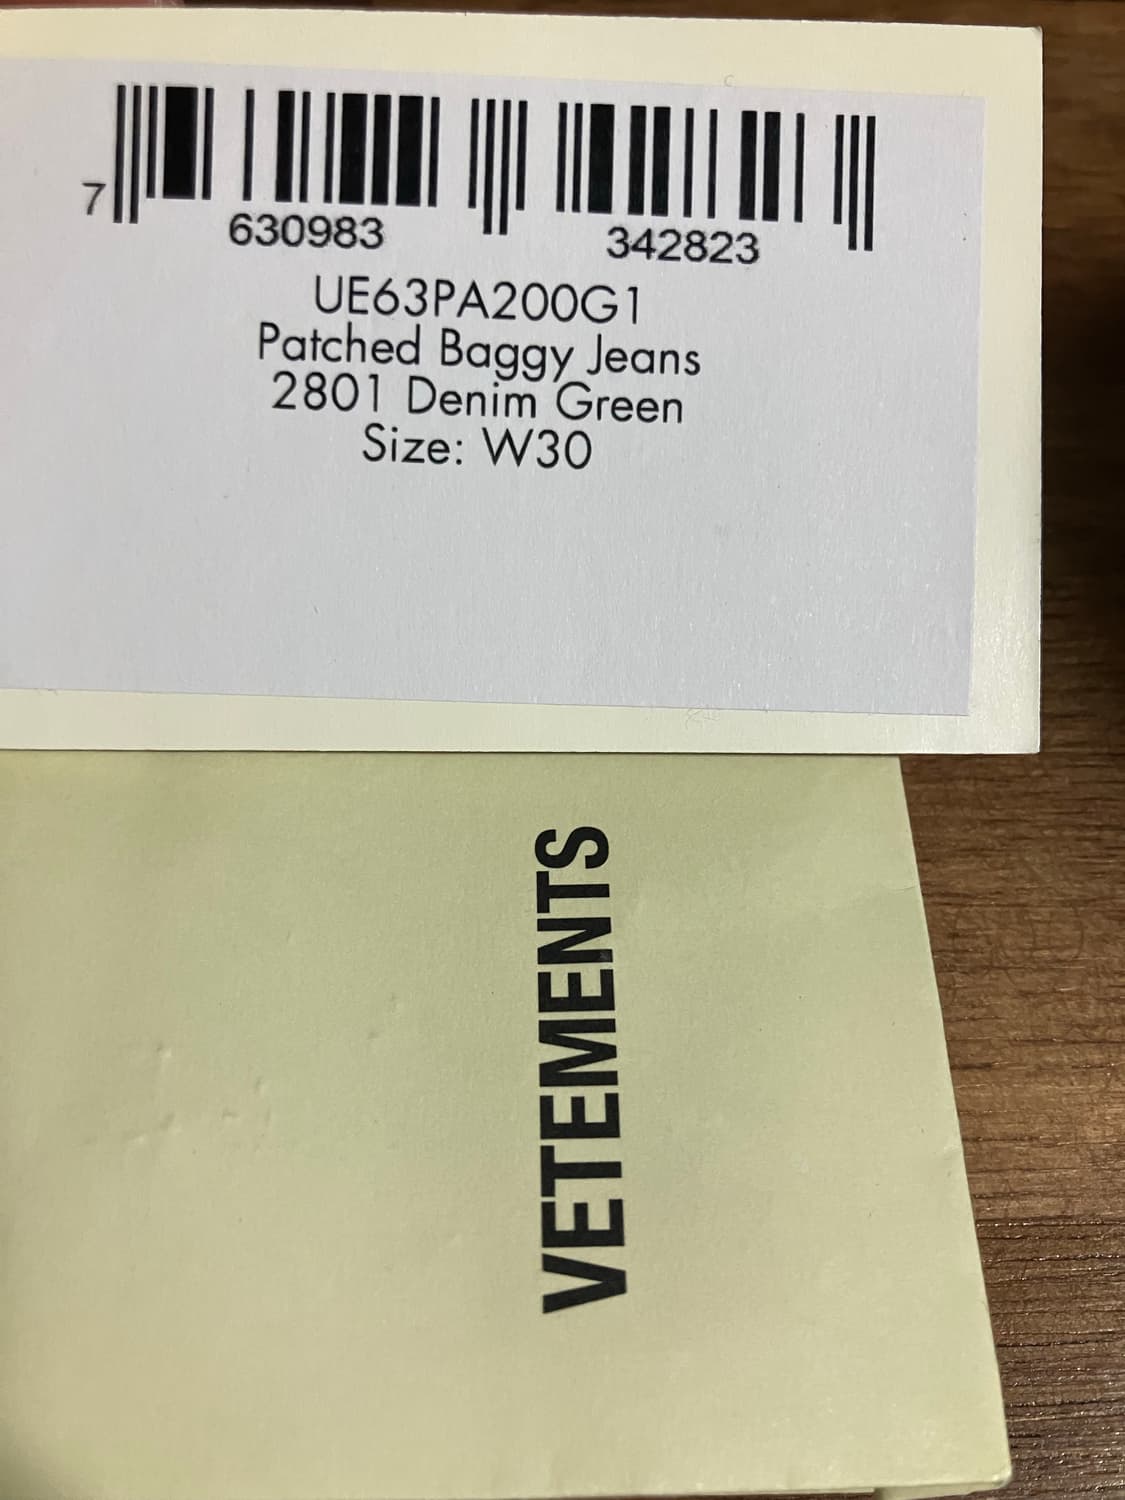 7 630983 342823
UE63PA200G1
Patched Baggy Jeans
2801 Denim Green
Size: W30
VETEMENTS